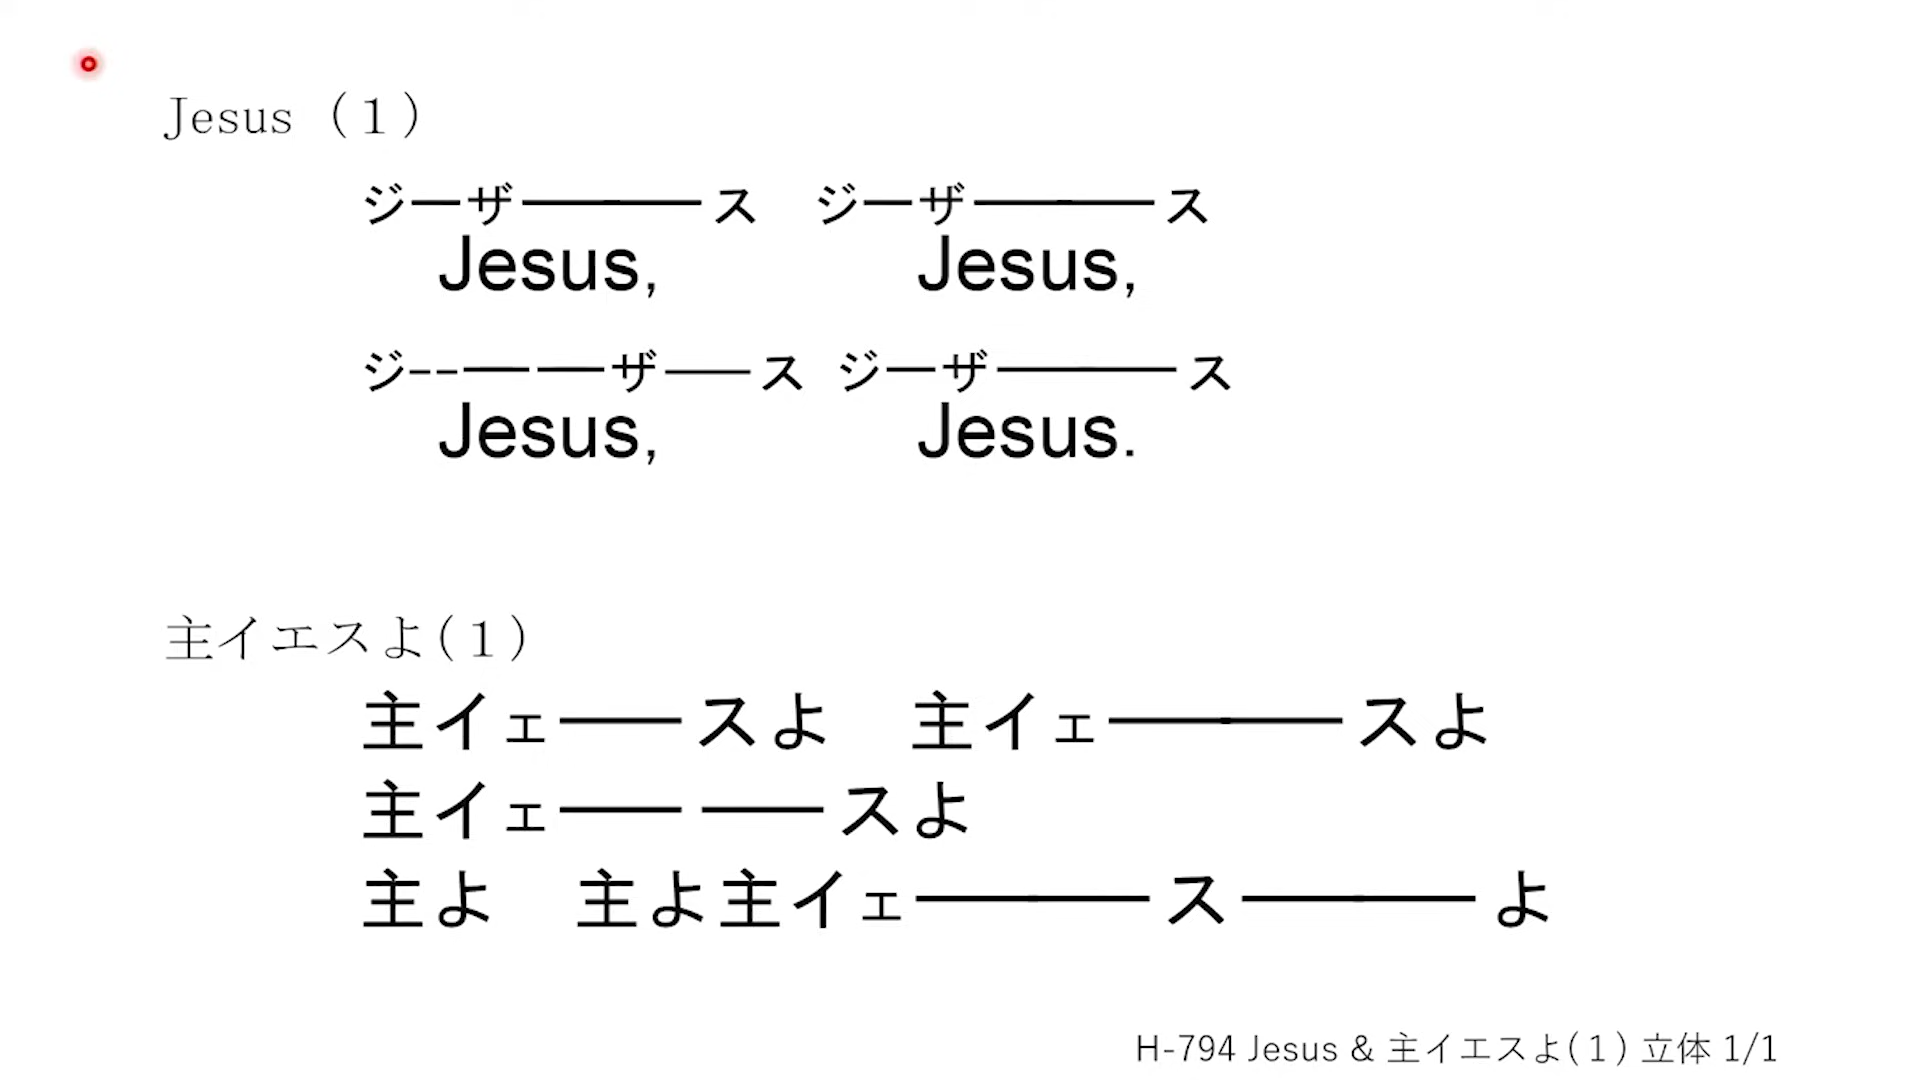 Jesus (１)
ジーザ――――ス　ジーザ――――ス
Jesus,　Jesus,
ジ--―― ――ザ――ス ジーザ――――ス
Jesus,　Jesus.
主イエスよ(１)
主イェ――スよ　主イェ――――スよ
主イェ―― ――スよ
主よ　主よ主イェ――――ス――――よ
H-794 Jesus & 主イエスよ(１) 立体 1/1